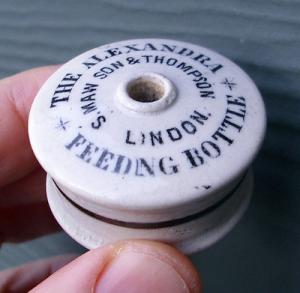 THE ALEXANDRA
FEEDING BOTTLE
S MAW SON & THOMPSON
LONDON.